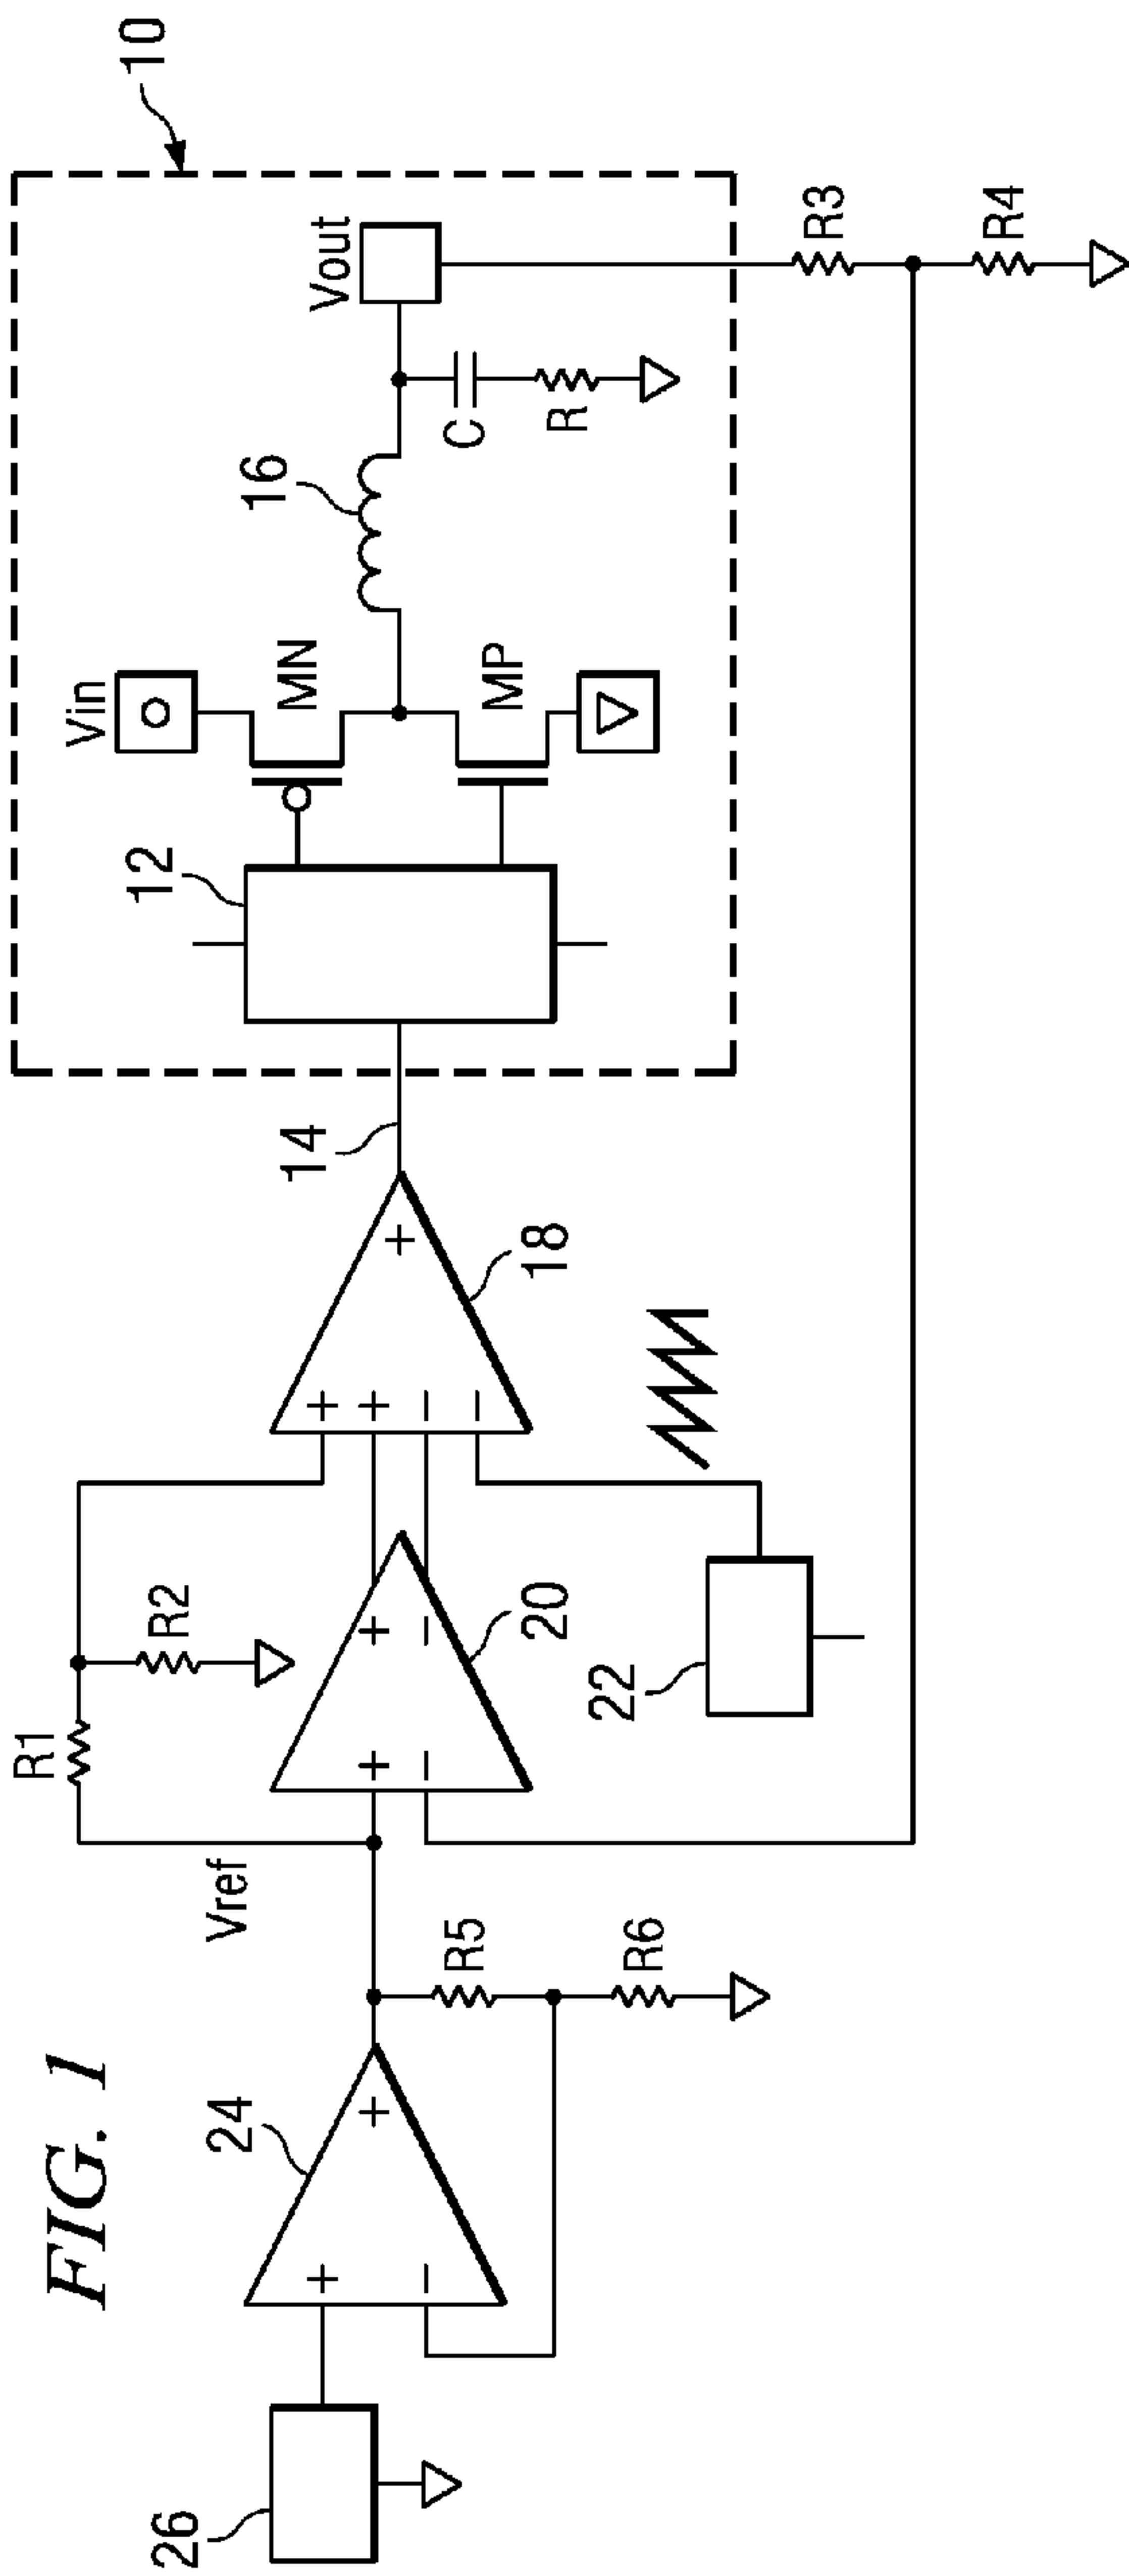 FIG. 1
10
Vin
Vout
MN
MP
12
14
16
C
R
R3
R4
18
R1
R2
20
22
Vref
24
R5
R6
26
+
+
−
−
+
+
−
+
−
+
−
+